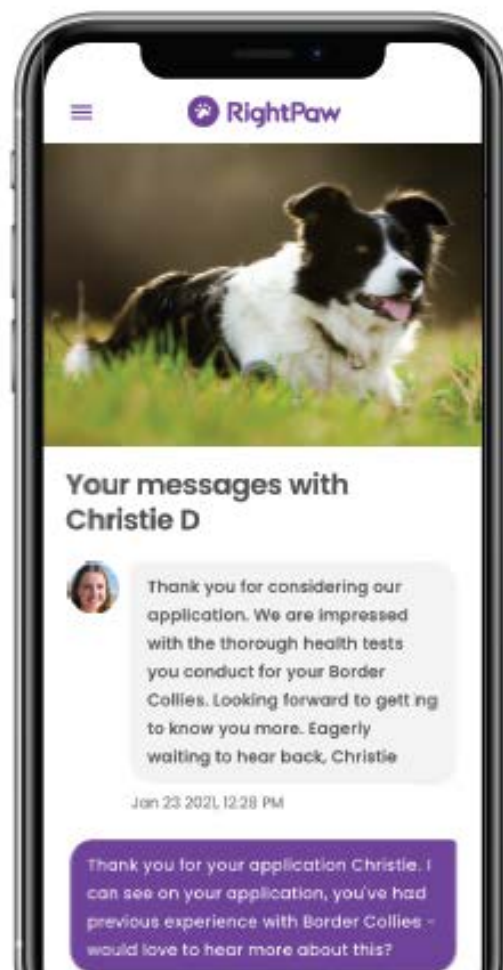 RightPaw
Your messages with
Christie D
Thank you for considering our
application. We are impressed
with the thorough health tests
you conduct for your Border
Collies. Looking forward to getting
to know you more. Eagerly
waiting to hear back, Christie
Jan 23 2021, 12:28 PM
Thank you for your application Christie. I
can see on your application, you've had
previous experience with Border Collies -
would love to hear more about this?